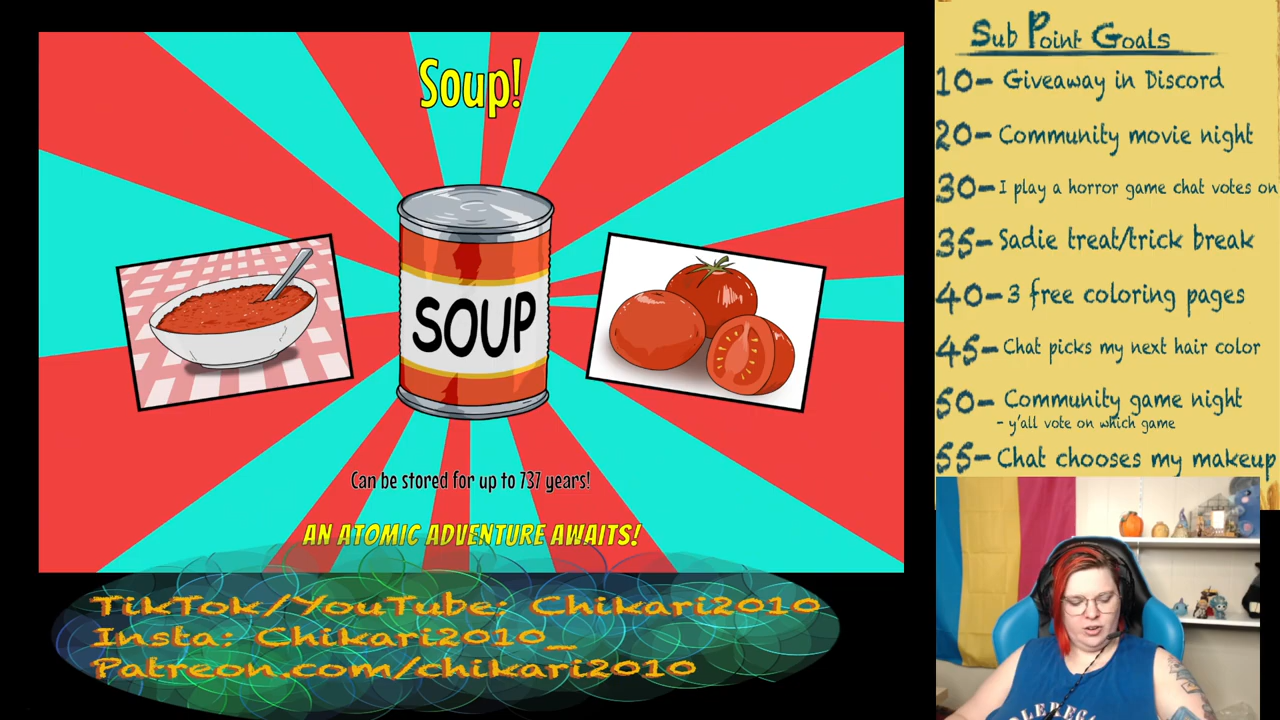 Soup!
SOUP
Can be stored for up to 737 years!
AN ATOMIC ADVENTURE AWAITS!
TikTok/YouTube: Chikari2010
Insta: Chikari2010_
Patreon.com/chikari2010
Sub Point Goals
10- Giveaway in Discord
20- Community movie night
30- I play a horror game chat votes on
35- Sadie treat/trick break
40- 3 free coloring pages
45- Chat picks my next hair color
50- Community game night
- y'all vote on which game
55- Chat chooses my makeup